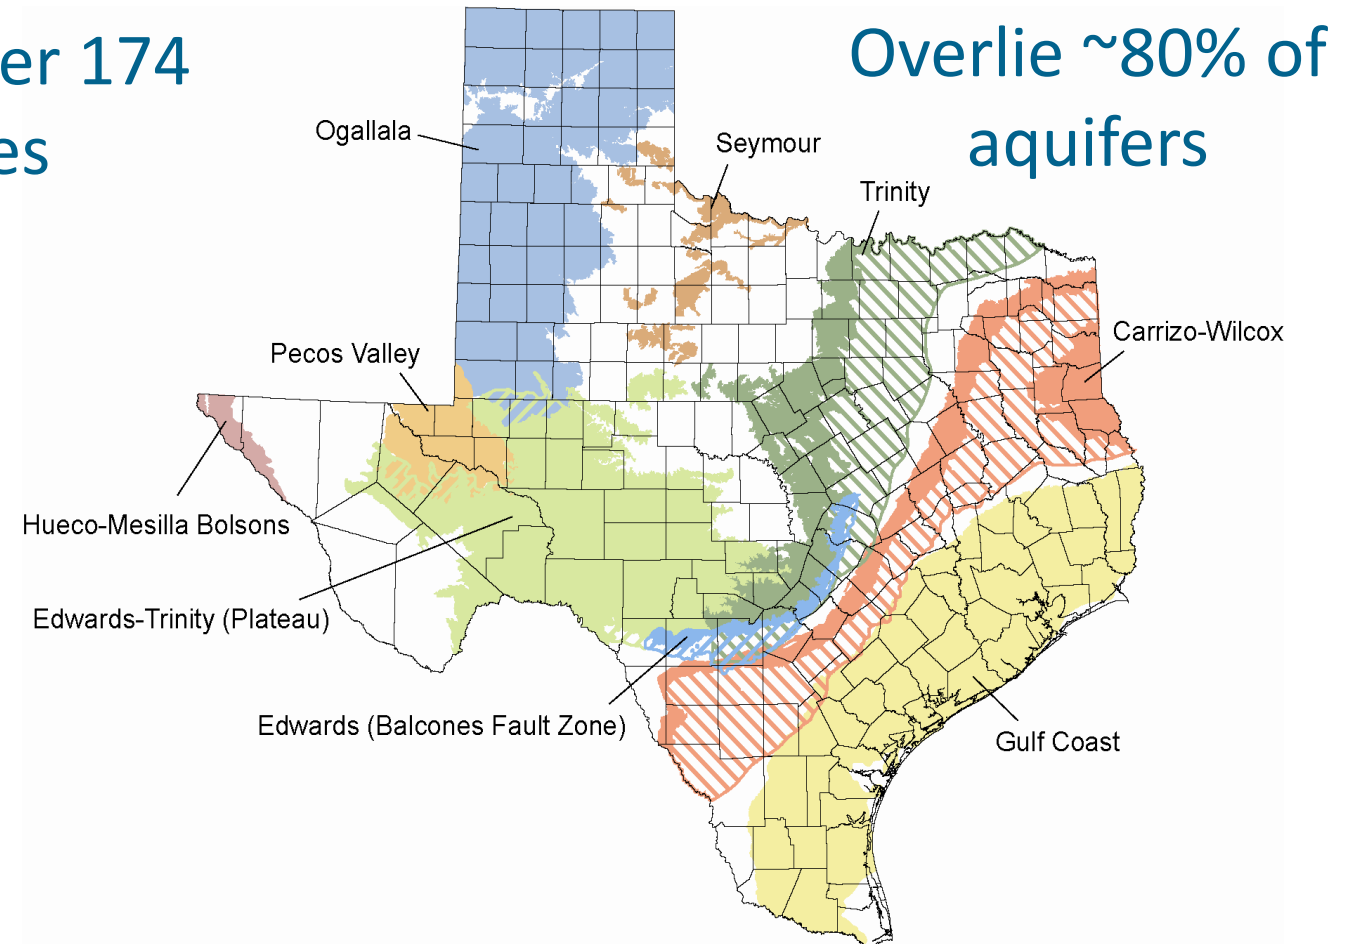 er 174
es
Overlie ~80% of
aquifers
Ogallala
Seymour
Trinity
Carrizo-Wilcox
Pecos Valley
Hueco-Mesilla Bolsons
Edwards-Trinity (Plateau)
Edwards (Balcones Fault Zone)
Gulf Coast